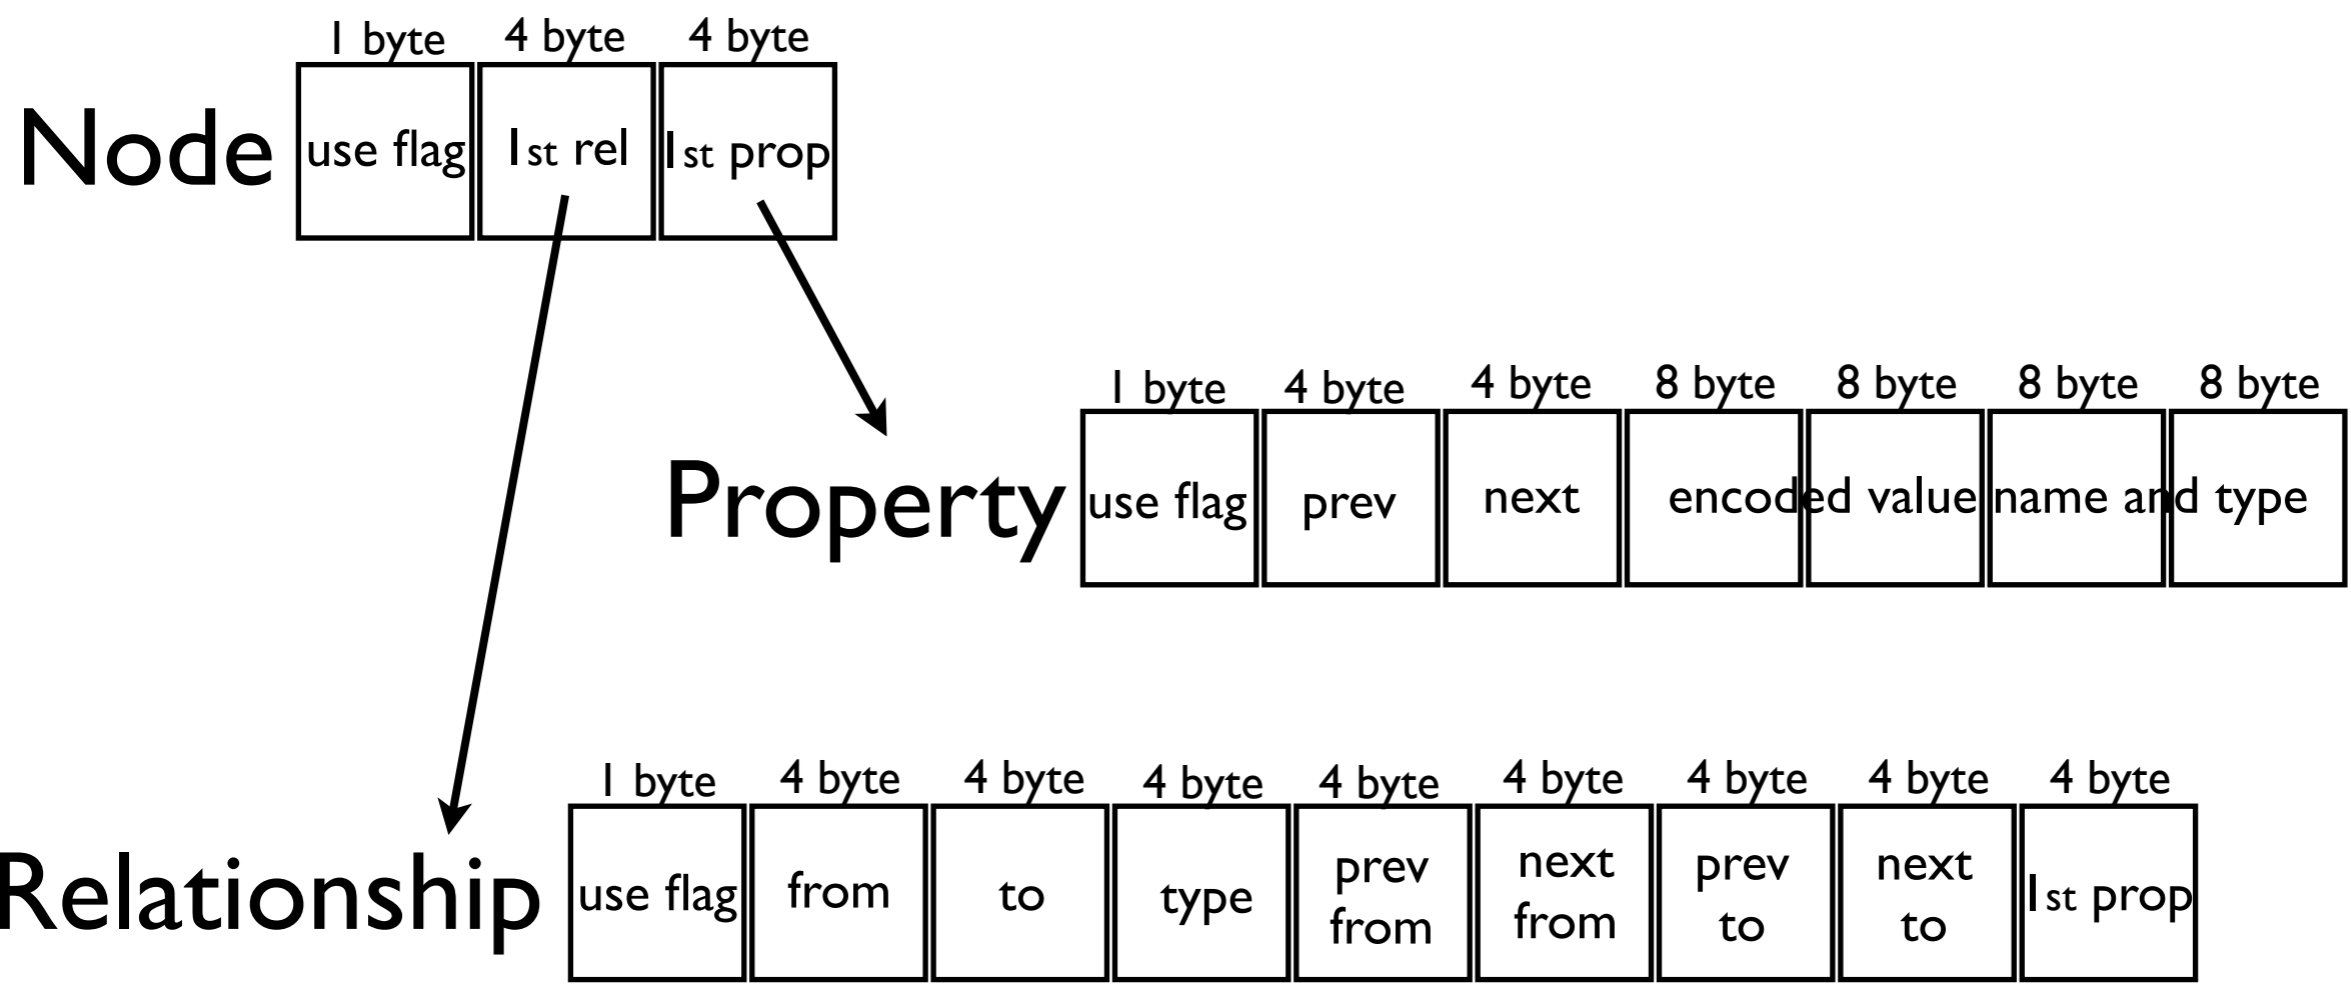 1 byte 4 byte 4 byte
Node use flag 1st rel 1st prop
1 byte 4 byte 4 byte 8 byte 8 byte 8 byte 8 byte
Property use flag prev next encoded value name and type
1 byte 4 byte 4 byte 4 byte 4 byte 4 byte 4 byte 4 byte 4 byte
Relationship use flag from to type prev from next from prev to next to 1st prop